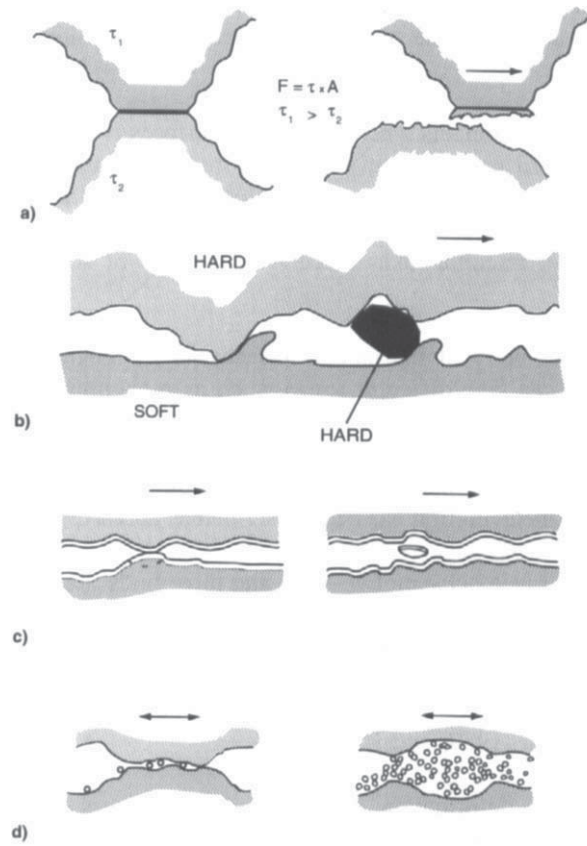 τ₁
F = τ × A
τ₁ > τ₂
τ₂
a)
HARD
SOFT
HARD
b)
c)
d)